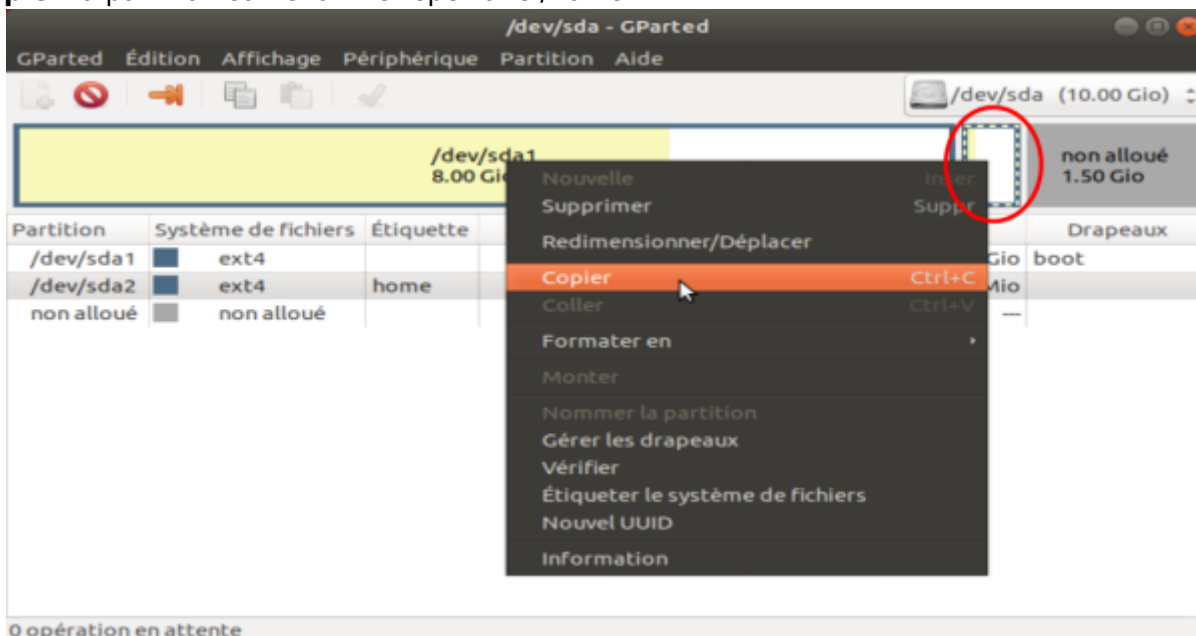 /dev/sda - GParted
GParted Édition Affichage Périphérique Partition Aide
/dev/sda (10.00 Gio)
/dev/sda1
8.00 Gio
non alloué
1.50 Gio
Partition Système de fichiers Étiquette Drapeaux
/dev/sda1 ext4 Gio boot
/dev/sda2 ext4 home Mio
non alloué non alloué ---
Nouvelle Inser
Supprimer Suppr
Redimensionner/Déplacer
Copier Ctrl+C
Coller Ctrl+V
Formater en
Monter
Nommer la partition
Gérer les drapeaux
Vérifier
Étiqueter le système de fichiers
Nouvel UUID
Information
0 opération en attente